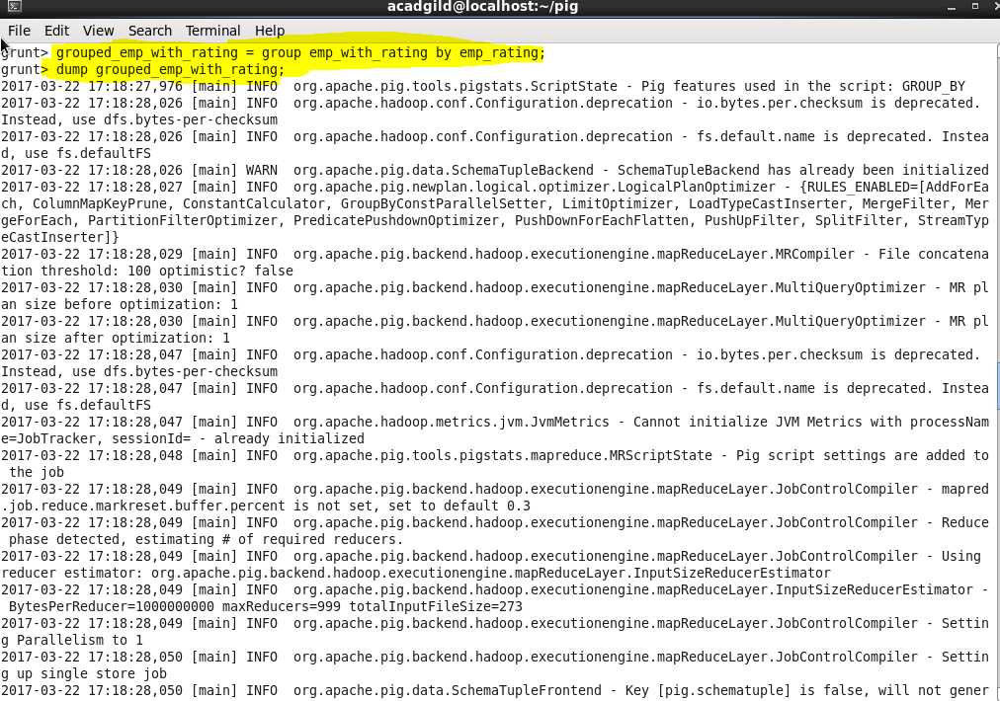 acadgild@localhost:~/pig
File Edit View Search Terminal Help
grunt> grouped_emp_with_rating = group emp_with_rating by emp_rating;
grunt> dump grouped_emp_with_rating;
2017-03-22 17:18:27,976 [main] INFO  org.apache.pig.tools.pigstats.ScriptState - Pig features used in the script: GROUP_BY
2017-03-22 17:18:28,026 [main] INFO  org.apache.hadoop.conf.Configuration.deprecation - io.bytes.per.checksum is deprecated.
Instead, use dfs.bytes-per-checksum
2017-03-22 17:18:28,026 [main] INFO  org.apache.hadoop.conf.Configuration.deprecation - fs.default.name is deprecated. Instea
d, use fs.defaultFS
2017-03-22 17:18:28,026 [main] WARN  org.apache.pig.data.SchemaTupleBackend - SchemaTupleBackend has already been initialized
2017-03-22 17:18:28,027 [main] INFO  org.apache.pig.newplan.logical.optimizer.LogicalPlanOptimizer - {RULES_ENABLED=[AddForEa
ch, ColumnMapKeyPrune, ConstantCalculator, GroupByConstParallelSetter, LimitOptimizer, LoadTypeCastInserter, MergeFilter, Mer
geForEach, PartitionFilterOptimizer, PredicatePushdownOptimizer, PushDownForEachFlatten, PushUpFilter, SplitFilter, StreamTyp
eCastInserter]}
2017-03-22 17:18:28,029 [main] INFO  org.apache.pig.backend.hadoop.executionengine.mapReduceLayer.MRCompiler - File concatena
tion threshold: 100 optimistic? false
2017-03-22 17:18:28,030 [main] INFO  org.apache.pig.backend.hadoop.executionengine.mapReduceLayer.MultiQueryOptimizer - MR pl
an size before optimization: 1
2017-03-22 17:18:28,030 [main] INFO  org.apache.pig.backend.hadoop.executionengine.mapReduceLayer.MultiQueryOptimizer - MR pl
an size after optimization: 1
2017-03-22 17:18:28,047 [main] INFO  org.apache.hadoop.conf.Configuration.deprecation - io.bytes.per.checksum is deprecated.
Instead, use dfs.bytes-per-checksum
2017-03-22 17:18:28,047 [main] INFO  org.apache.hadoop.conf.Configuration.deprecation - fs.default.name is deprecated. Instea
d, use fs.defaultFS
2017-03-22 17:18:28,047 [main] INFO  org.apache.hadoop.metrics.jvm.JvmMetrics - Cannot initialize JVM Metrics with processNam
e=JobTracker, sessionId= - already initialized
2017-03-22 17:18:28,048 [main] INFO  org.apache.pig.tools.pigstats.mapreduce.MRScriptState - Pig script settings are added to
the job
2017-03-22 17:18:28,049 [main] INFO  org.apache.pig.backend.hadoop.executionengine.mapReduceLayer.JobControlCompiler - mapred
.job.reduce.markreset.buffer.percent is not set, set to default 0.3
2017-03-22 17:18:28,049 [main] INFO  org.apache.pig.backend.hadoop.executionengine.mapReduceLayer.JobControlCompiler - Reduce
phase detected, estimating # of required reducers.
2017-03-22 17:18:28,049 [main] INFO  org.apache.pig.backend.hadoop.executionengine.mapReduceLayer.JobControlCompiler - Using
reducer estimator: org.apache.pig.backend.hadoop.executionengine.mapReduceLayer.InputSizeReducerEstimator
2017-03-22 17:18:28,049 [main] INFO  org.apache.pig.backend.hadoop.executionengine.mapReduceLayer.InputSizeReducerEstimator -
BytesPerReducer=1000000000 maxReducers=999 totalInputFileSize=273
2017-03-22 17:18:28,049 [main] INFO  org.apache.pig.backend.hadoop.executionengine.mapReduceLayer.JobControlCompiler - Settin
g Parallelism to 1
2017-03-22 17:18:28,050 [main] INFO  org.apache.pig.backend.hadoop.executionengine.mapReduceLayer.JobControlCompiler - Settin
g up single store job
2017-03-22 17:18:28,050 [main] INFO  org.apache.pig.data.SchemaTupleFrontend - Key [pig.schematuple] is false, will not gener